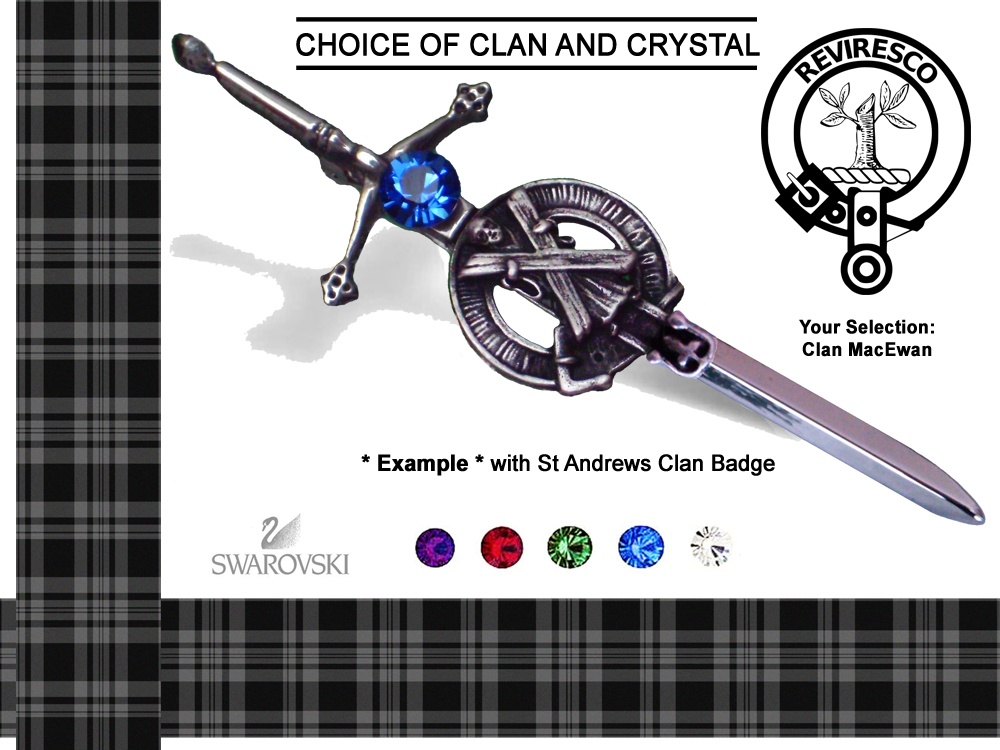 CHOICE OF CLAN AND CRYSTAL
REVIRESCO
Your Selection:
Clan MacEwan
* Example * with St Andrews Clan Badge
SWAROVSKI